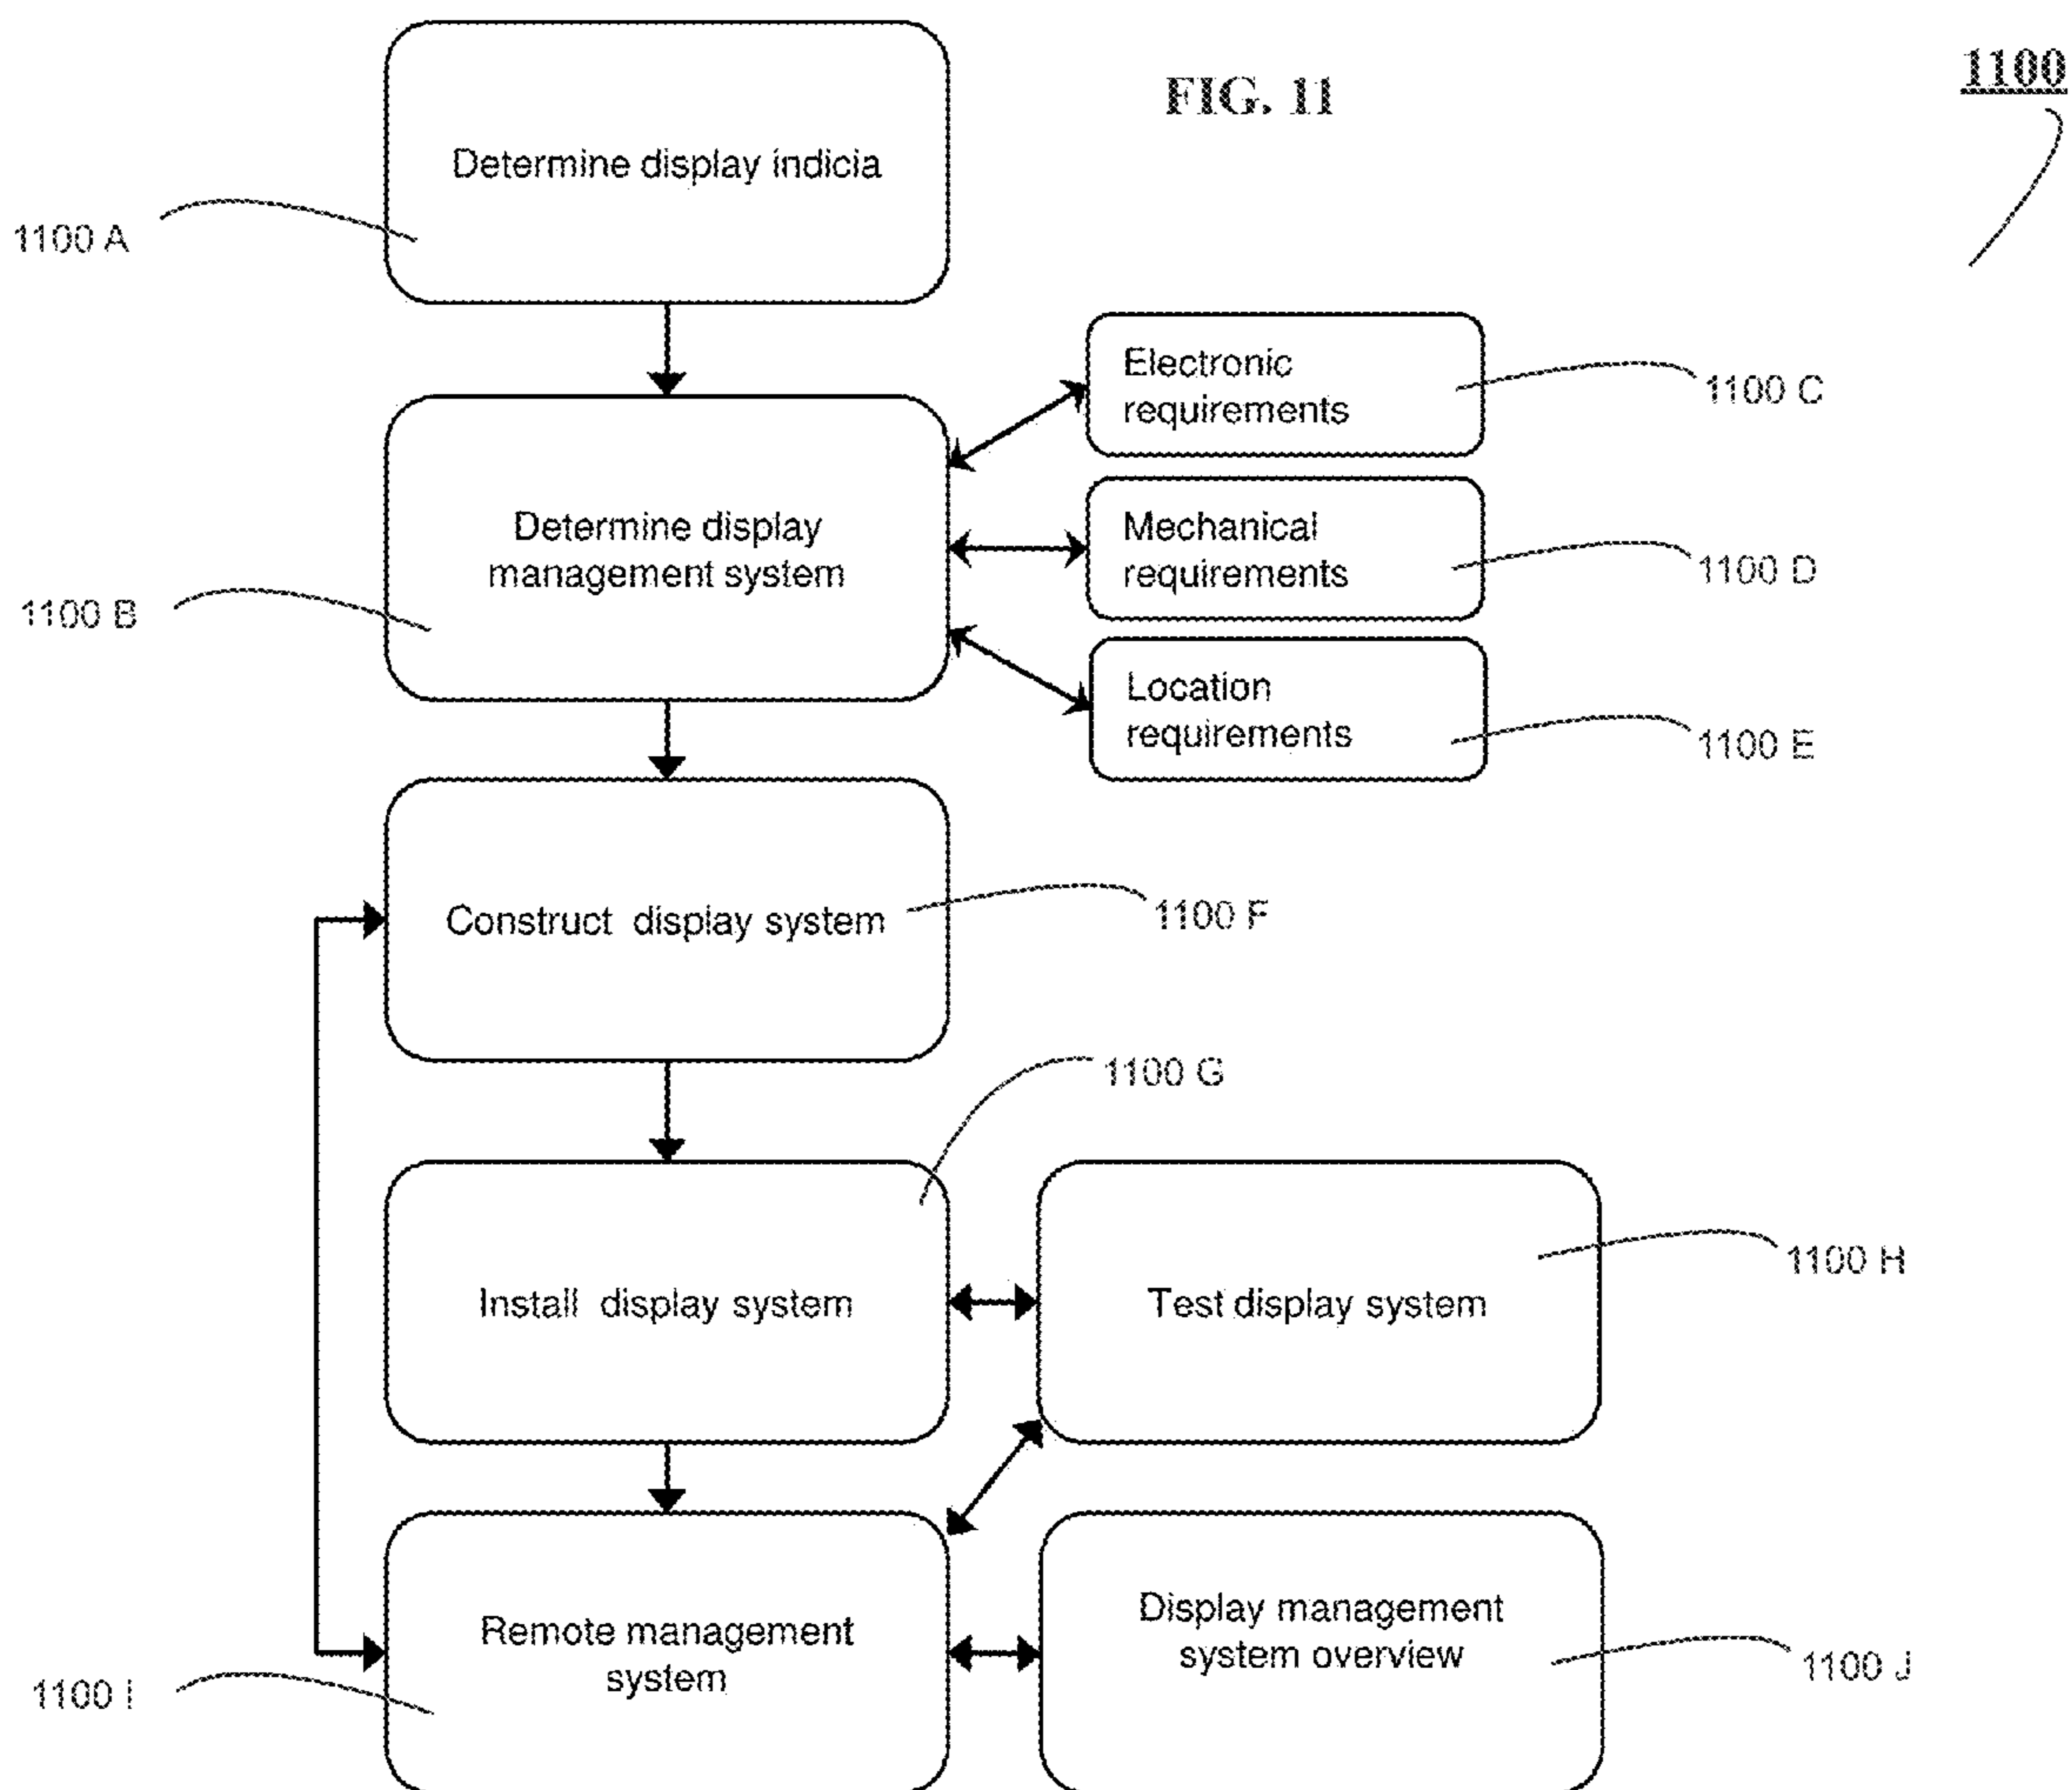 FIG. 11
1100
Determine display indicia
1100 A
Electronic
requirements
1100 C
Determine display
management system
1100 B
Mechanical
requirements
1100 D
Location
requirements
1100 E
Construct display system
1100 F
1100 G
Install display system
Test display system
1100 H
Remote management
system
1100 I
Display management
system overview
1100 J